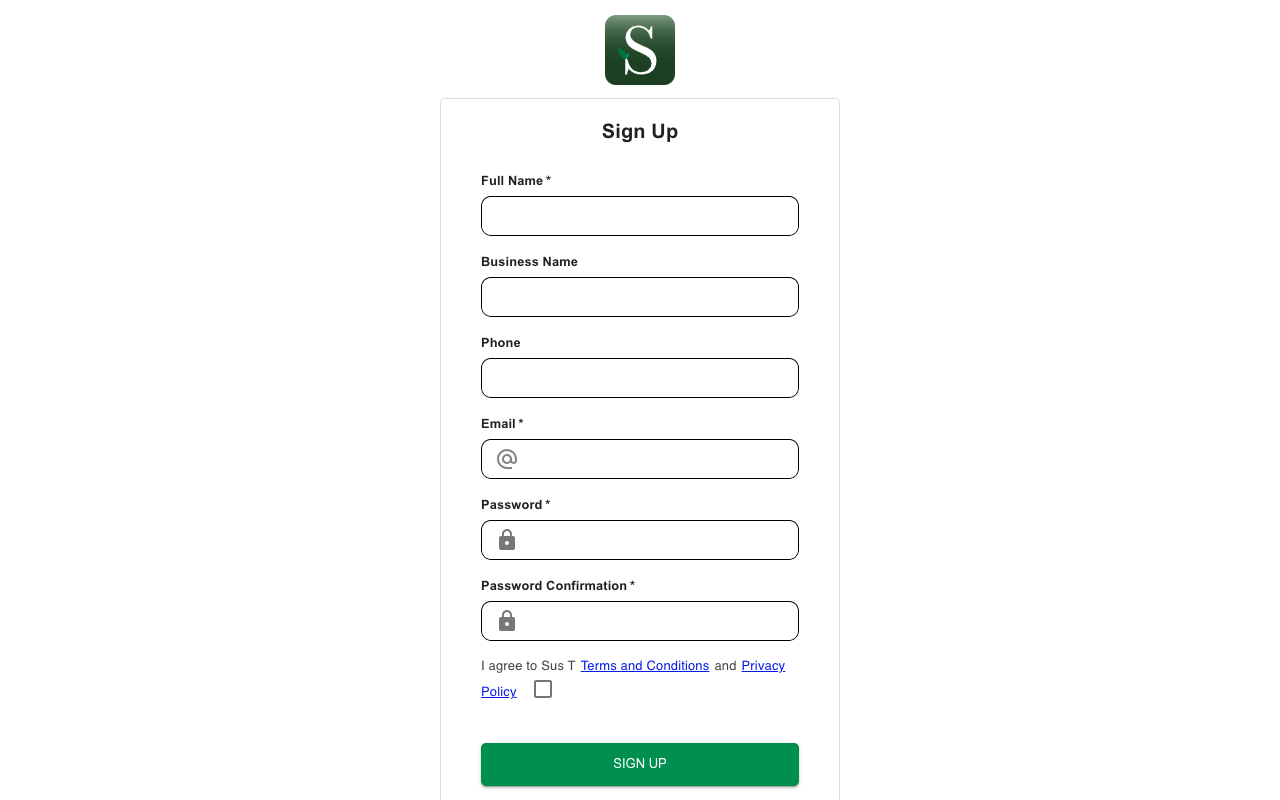 S
Sign Up
Full Name *
Business Name
Phone
Email *
Password *
Password Confirmation *
I agree to Sus T Terms and Conditions and Privacy
Policy
SIGN UP